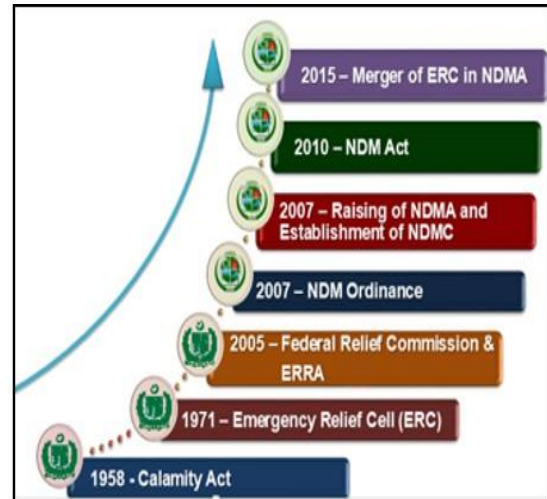 2015 – Merger of ERC in NDMA
2010 – NDM Act
2007 – Raising of NDMA and
Establishment of NDMC
2007 – NDM Ordinance
2005 – Federal Relief Commission &
ERRA
1971 – Emergency Relief Cell (ERC)
1958 - Calamity Act